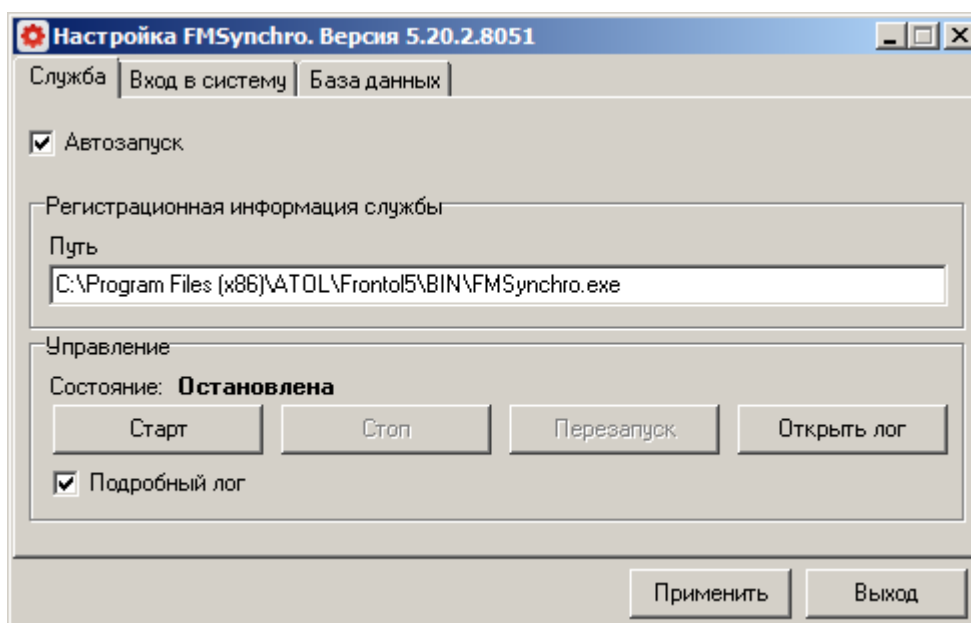 Настройка FMSynchro. Версия 5.20.2.8051
Служба Вход в систему База данных
Автозапуск
Регистрационная информация службы
Путь
C:\Program Files (x86)\ATOL\Frontol5\BIN\FMSynchro.exe
Управление
Состояние: Остановлена
Старт Стоп Перезапуск Открыть лог
Подробный лог
Применить Выход